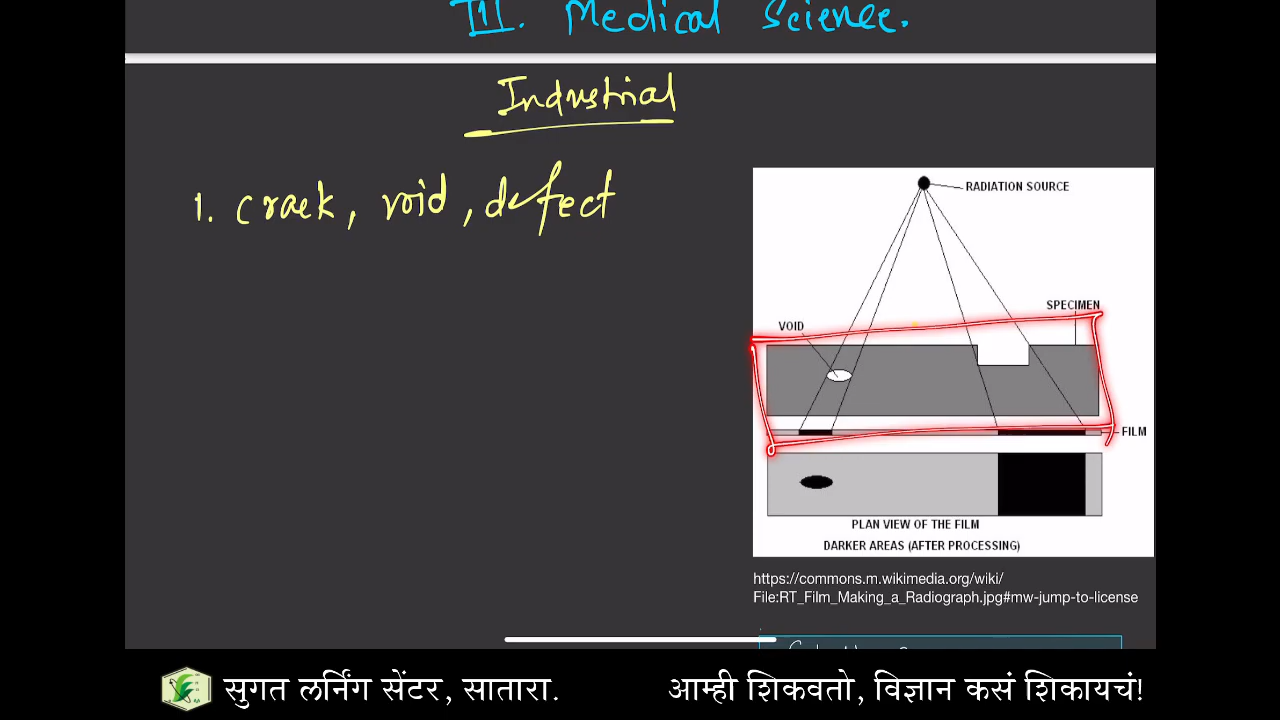 III. Medical Science.
Industrial
1. crack, void, defect
RADIATION SOURCE
SPECIMEN
VOID
FILM
PLAN VIEW OF THE FILM
DARKER AREAS (AFTER PROCESSING)
https://commons.m.wikimedia.org/wiki/
File:RT_Film_Making_a_Radiograph.jpg#mw-jump-to-license
सुगत लर्निंग सेंटर, सातारा.
आम्ही शिकवतो, विज्ञान कसं शिकायचं!